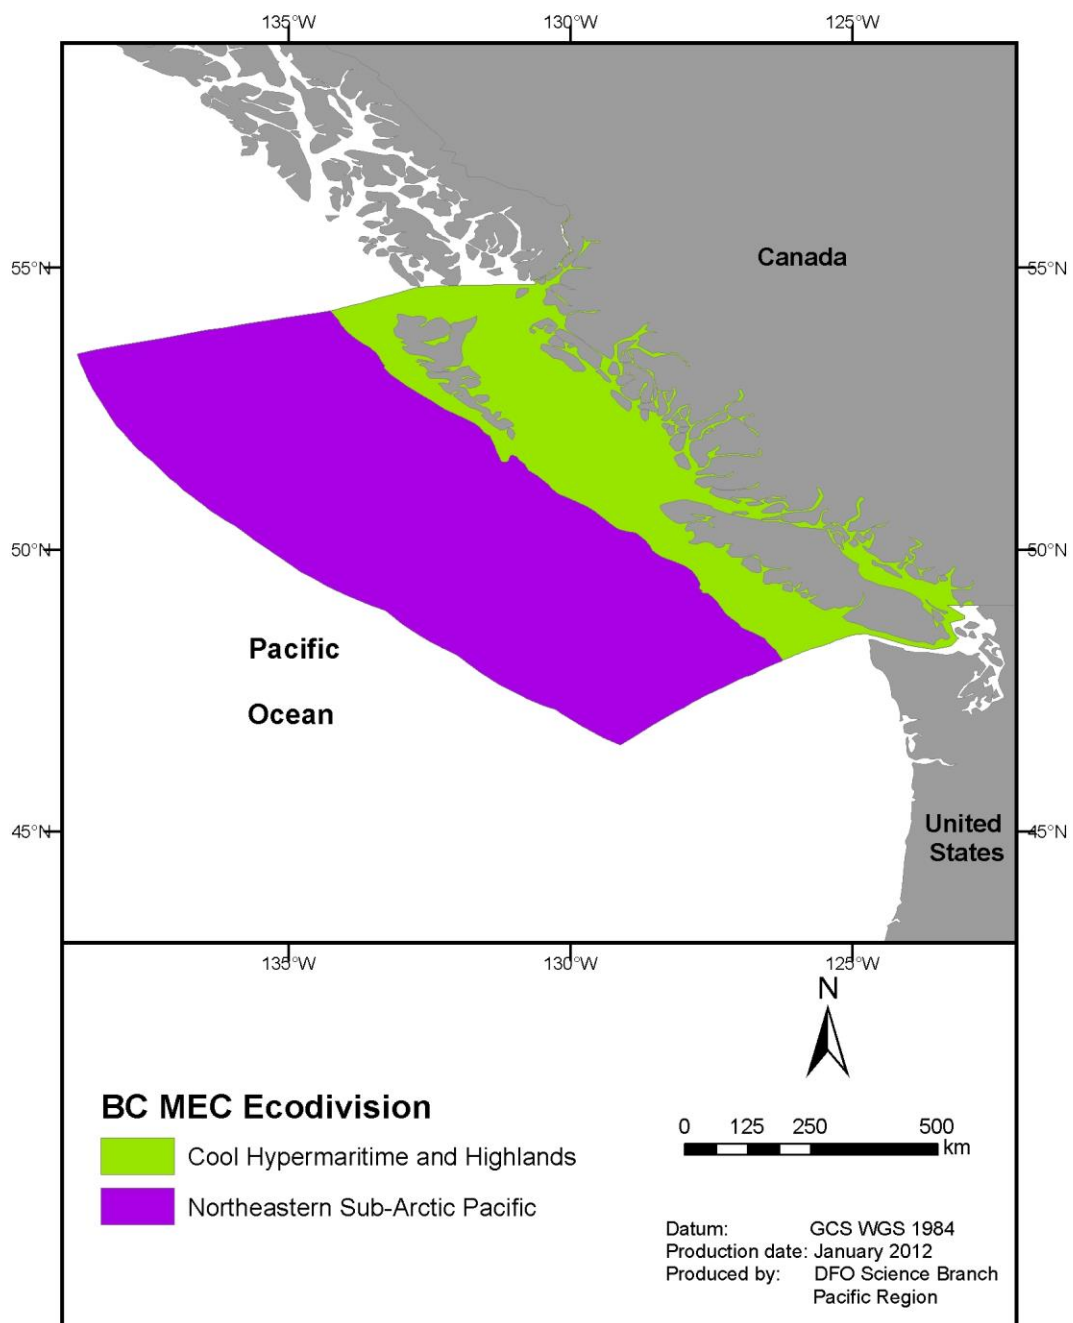 135°W 130°W 125°W
Canada
55°N 55°N
50°N 50°N
Pacific
Ocean
45°N 45°N
United
States
135°W 130°W 125°W
N
BC MEC Ecodivision
Cool Hypermaritime and Highlands
Northeastern Sub-Arctic Pacific
0 125 250 500
km
Datum: GCS WGS 1984
Production date: January 2012
Produced by: DFO Science Branch
Pacific Region